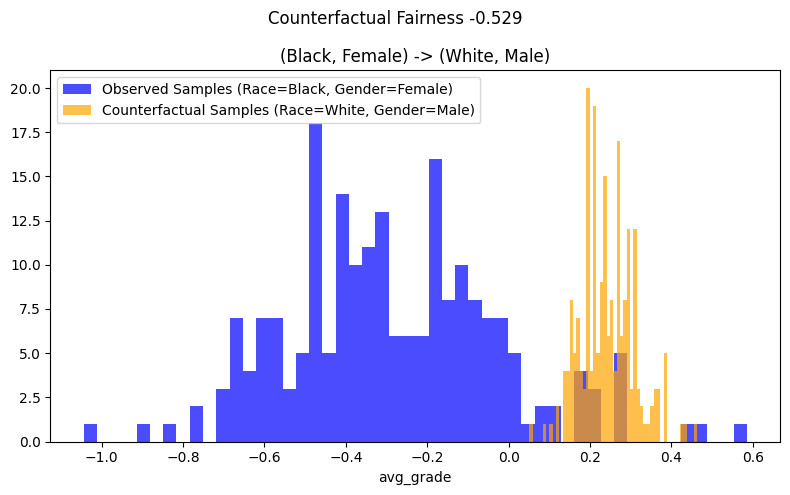 Counterfactual Fairness -0.529
(Black, Female) -> (White, Male)
Observed Samples (Race=Black, Gender=Female)
Counterfactual Samples (Race=White, Gender=Male)
20.0
17.5
15.0
12.5
10.0
7.5
5.0
2.5
0.0
−1.0 −0.8 −0.6 −0.4 −0.2 0.0 0.2 0.4 0.6
avg_grade